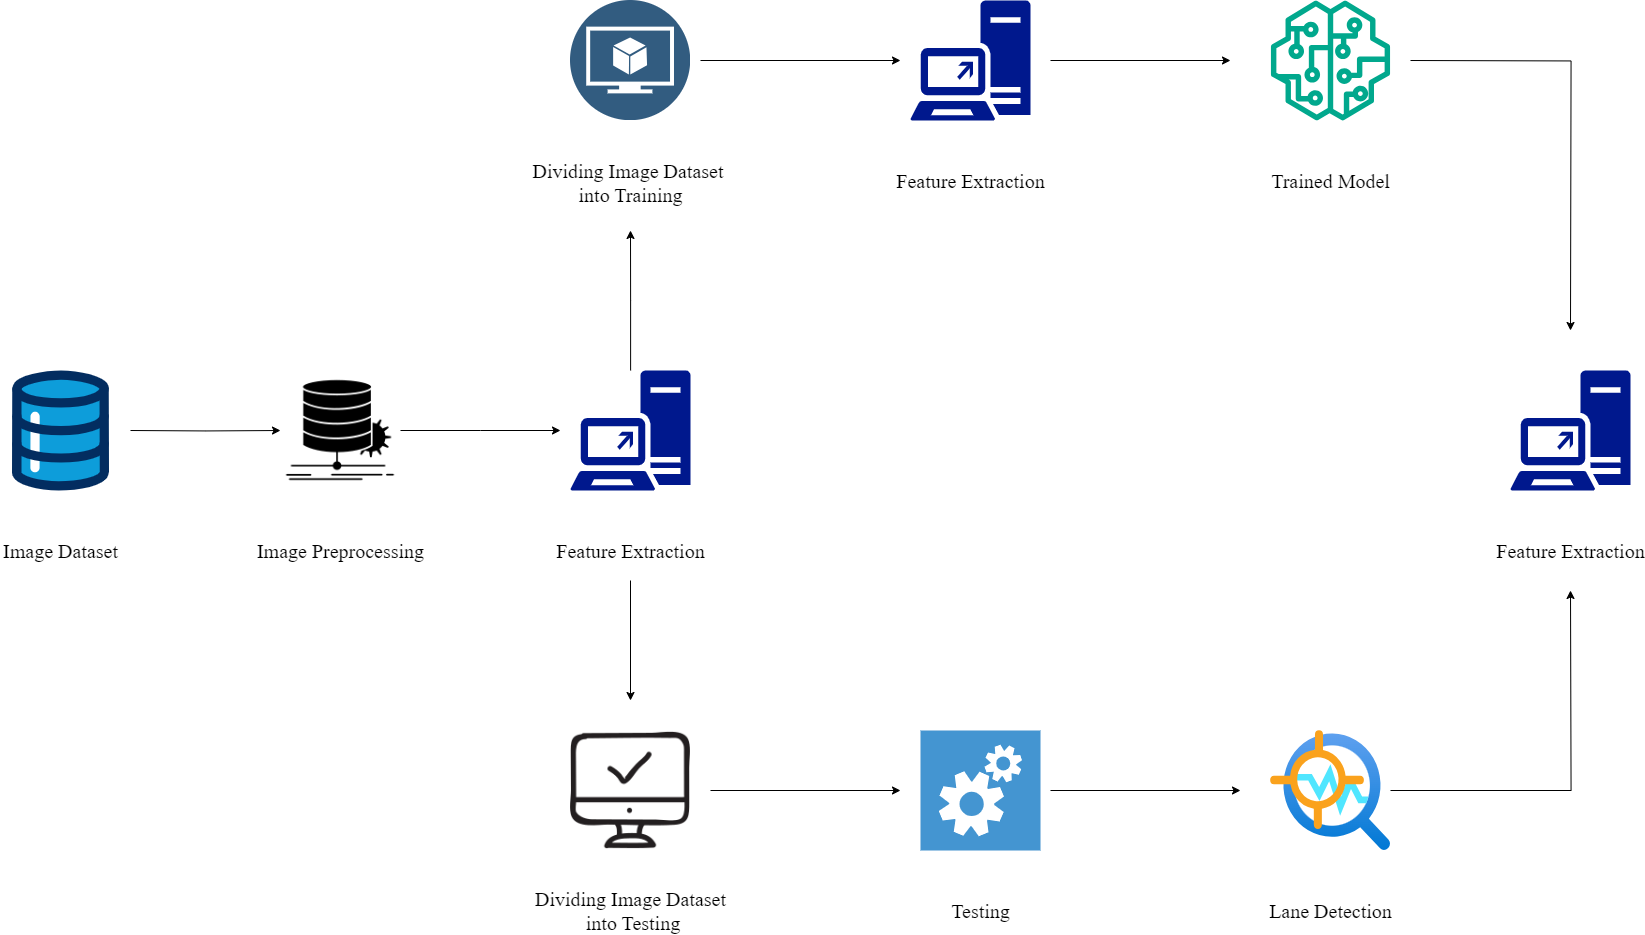 Dividing Image Dataset
into Training
Feature Extraction
Trained Model
Image Dataset
Image Preprocessing
Feature Extraction
Feature Extraction
Dividing Image Dataset
into Testing
Testing
Lane Detection